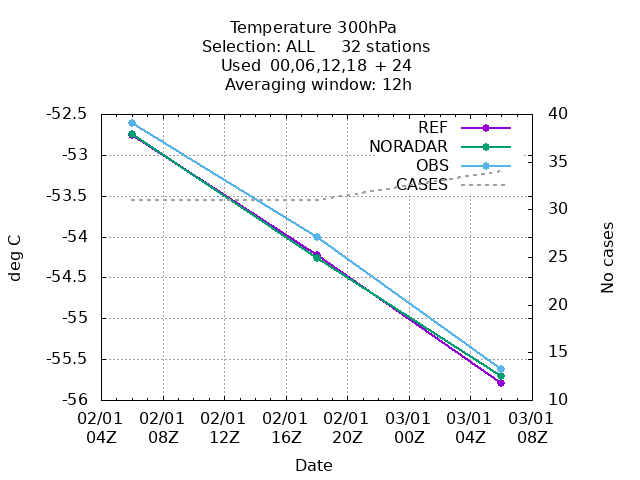 Temperature 300hPa
Selection: ALL     32 stations
Used 00,06,12,18 + 24
Averaging window: 12h
-52.5
-53
-53.5
-54
-54.5
-55
-55.5
-56
40
35
30
25
20
15
10
REF
NORADAR
OBS
CASES
deg C
No cases
02/01 02/01 02/01 02/01 02/01 03/01 03/01 03/01
04Z 08Z 12Z 16Z 20Z 00Z 04Z 08Z
Date